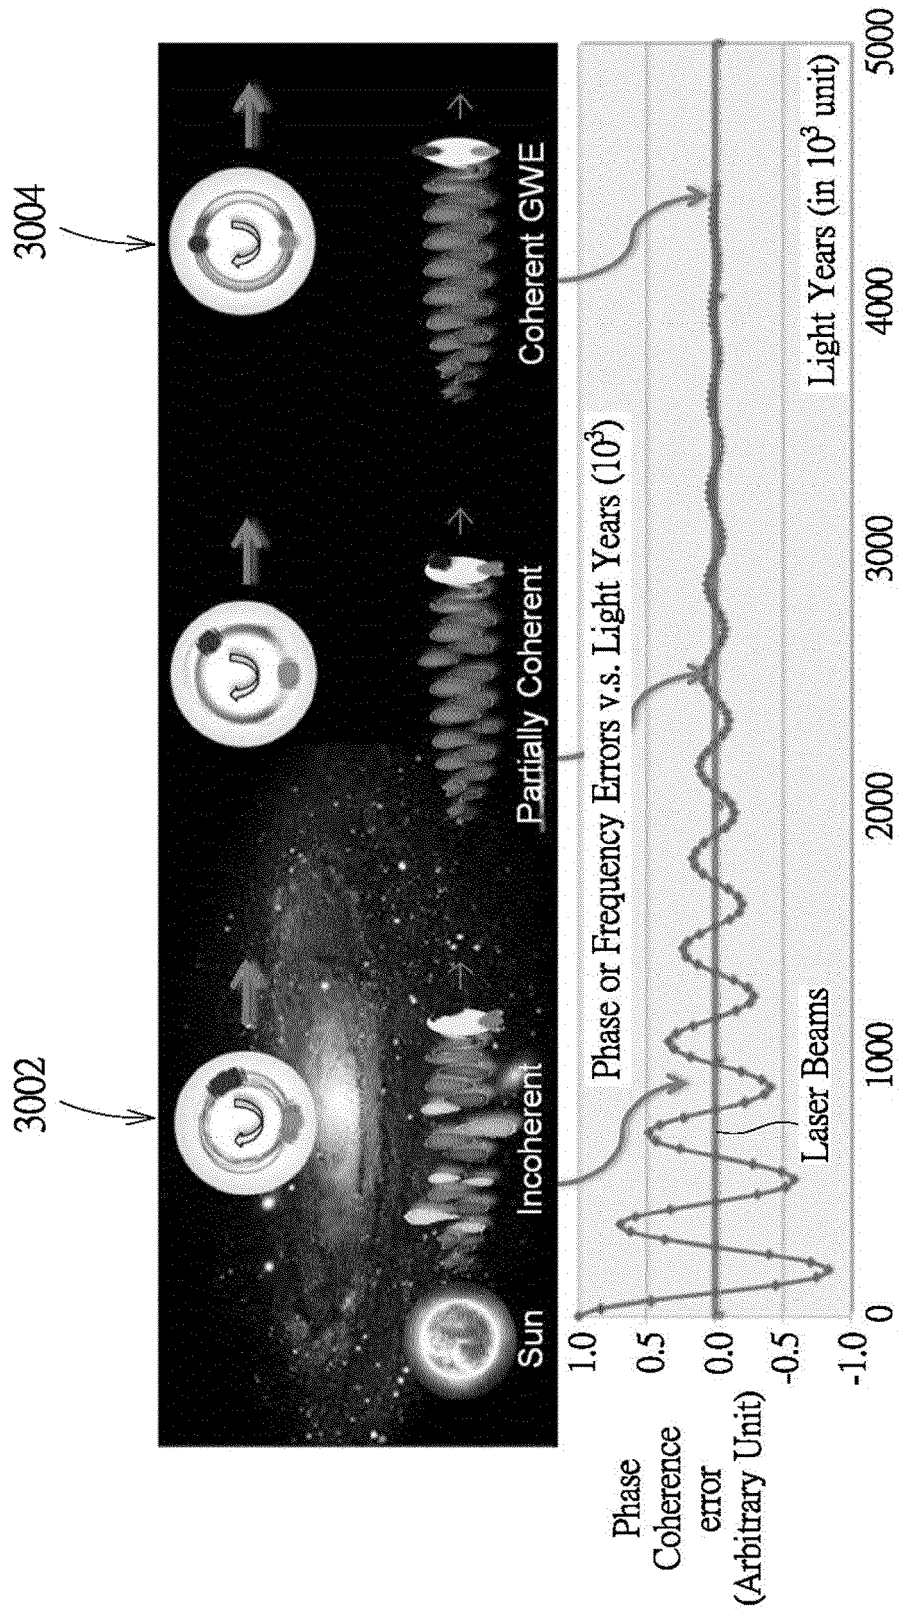 3002
3004
Sun
Incoherent
Partially Coherent
Coherent GWE
Phase or Frequency Errors v.s. Light Years (10³)
Phase
Coherence
error
(Arbitrary Unit)
1.0
0.5
0.0
-0.5
-1.0
Laser Beams
Light Years (in 10³ unit)
0
1000
2000
3000
4000
5000